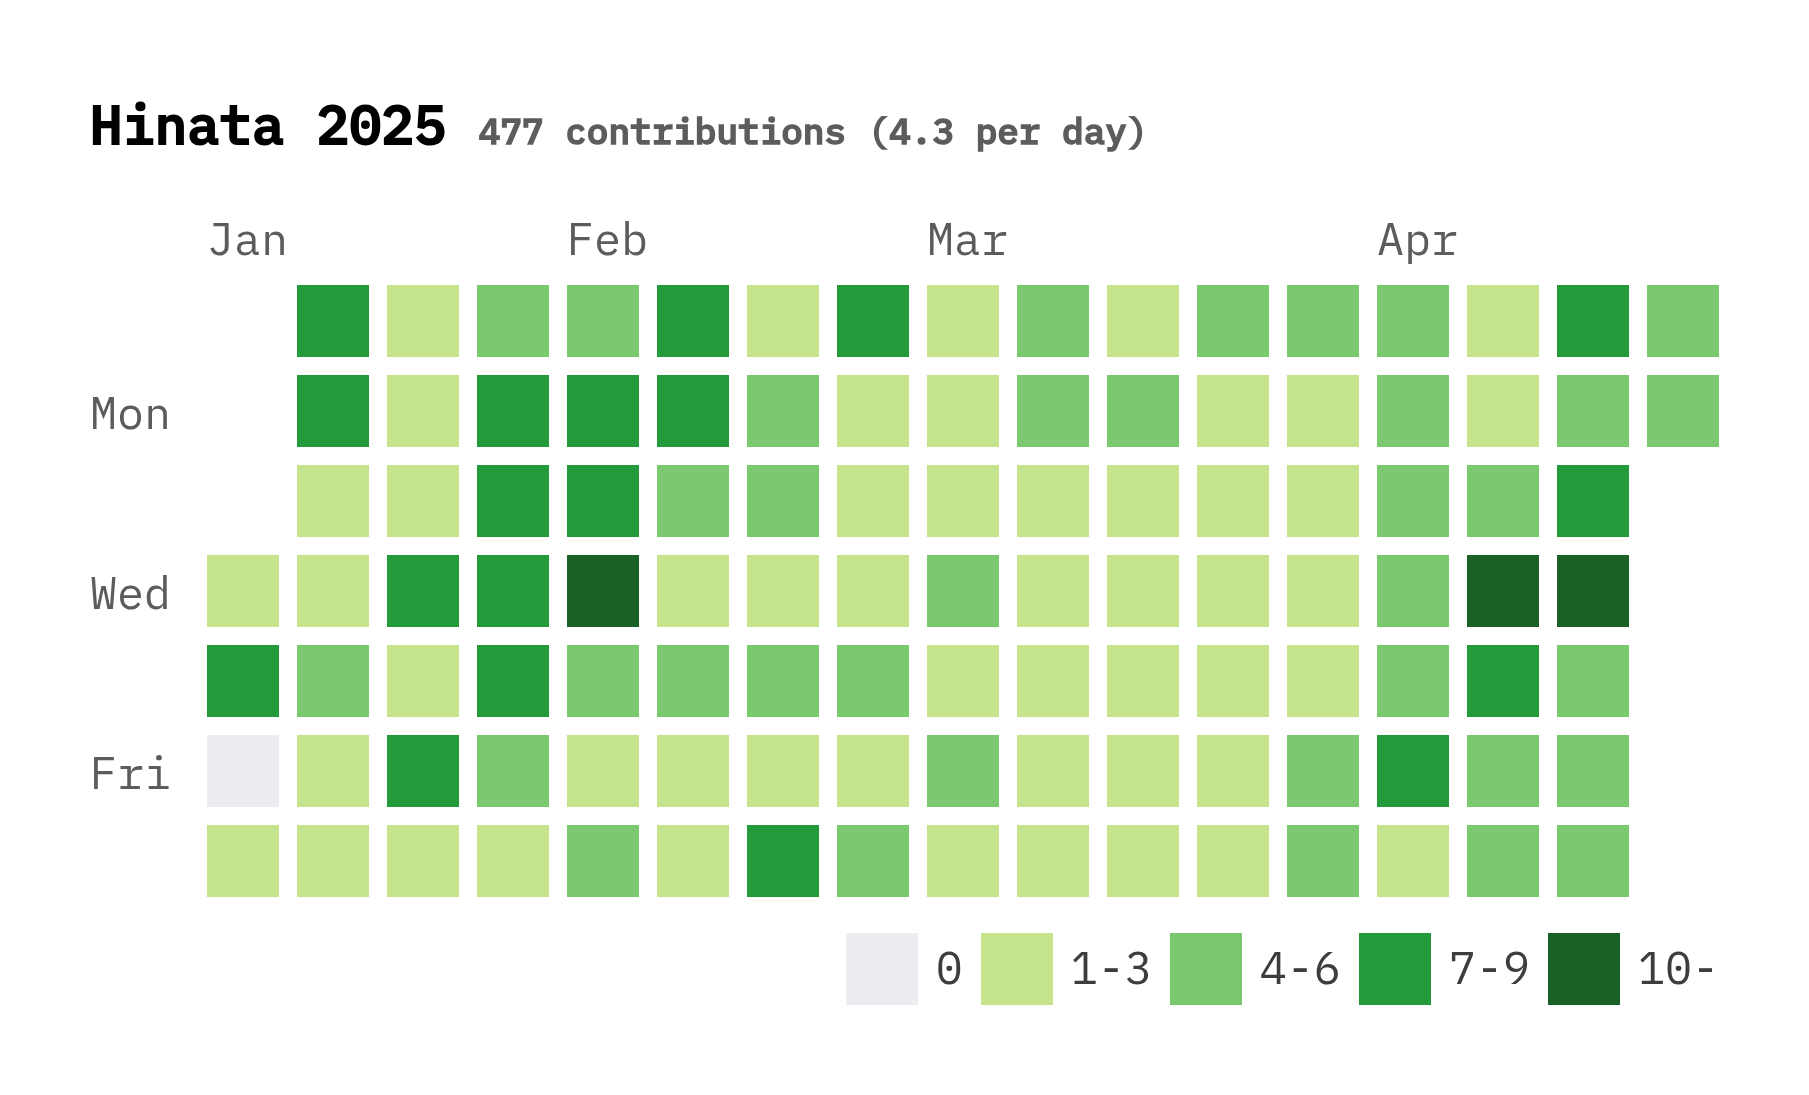 Hinata 2025 477 contributions (4.3 per day)
Jan Feb Mar Apr
Mon
Wed
Fri
0 1-3 4-6 7-9 10-